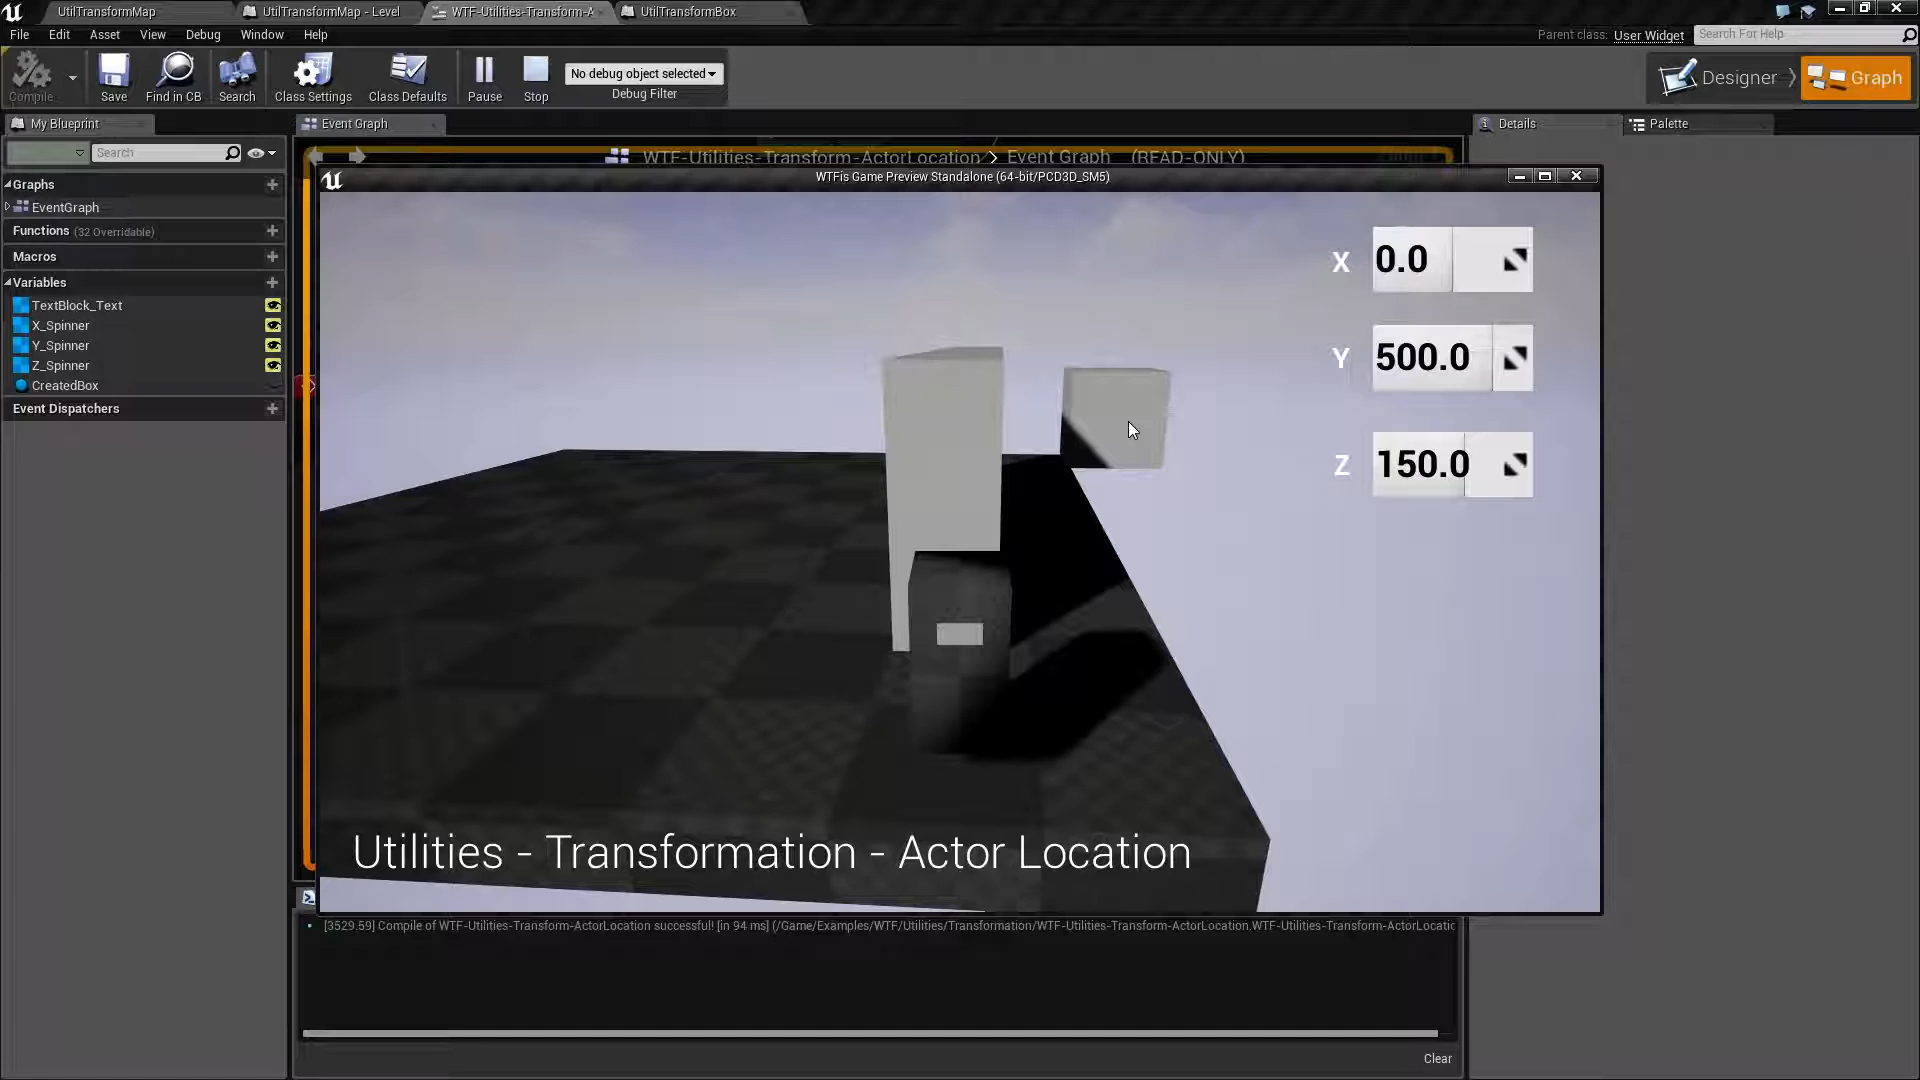 UtilTransformMap
UtilTransformMap - Level
WTF-Utilities-Transform-A
UtilTransformBox
File
Edit
Asset
View
Debug
Window
Help
Parent class:
User Widget
Search For Help
Compile
Save
Find in CB
Search
Class Settings
Class Defaults
Pause
Stop
No debug object selected
Debug Filter
Designer
Graph
My Blueprint
Event Graph
Details
Palette
Search
WTF-Utilities-Transform-ActorLocation > Event Graph (READ-ONLY)
WTFis Game Preview Standalone (64-bit/PCD3D_SM5)
Graphs
EventGraph
Functions (32 Overridable)
Macros
Variables
TextBlock_Text
X_Spinner
Y_Spinner
Z_Spinner
CreatedBox
Event Dispatchers
X 0.0
Y 500.0
Z 150.0
Utilities - Transformation - Actor Location
[3529.59] Compile of WTF-Utilities-Transform-ActorLocation successful! [in 94 ms] (/Game/Examples/WTF/Utilities/Transformation/WTF-Utilities-Transform-ActorLocation.WTF-Utilities-Transform-ActorLocatic
Clear